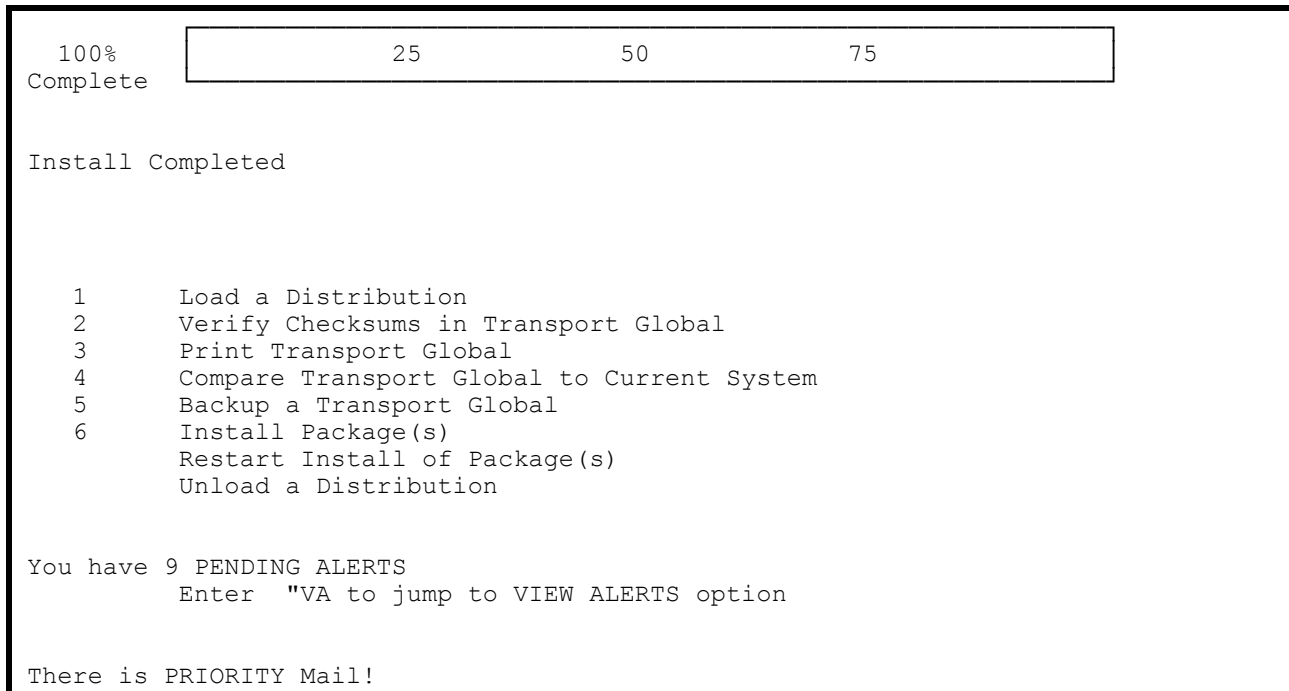 100% 25 50 75
Complete
Install Completed
1 Load a Distribution
2 Verify Checksums in Transport Global
3 Print Transport Global
4 Compare Transport Global to Current System
5 Backup a Transport Global
6 Install Package(s)
Restart Install of Package(s)
Unload a Distribution
You have 9 PENDING ALERTS
Enter "VA to jump to VIEW ALERTS option
There is PRIORITY Mail!